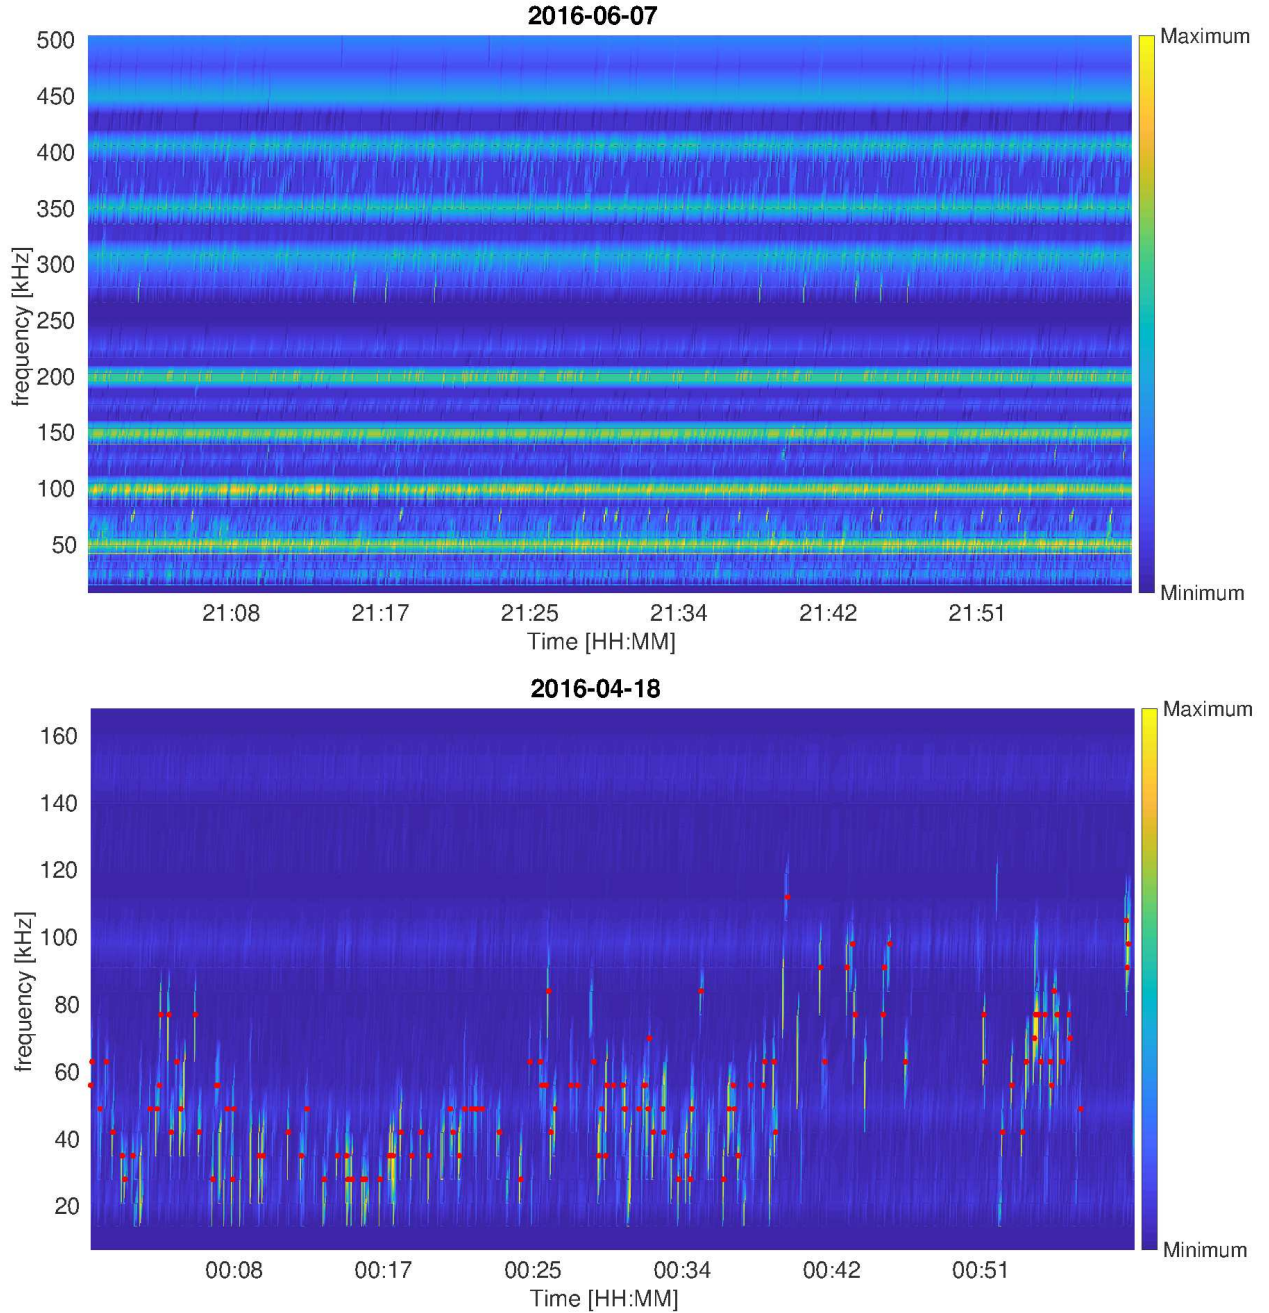 2016-06-07
Maximum
500
450
400
350
300
250
200
150
100
50
frequency [kHz]
Minimum
21:08 21:17 21:25 21:34 21:42 21:51
Time [HH:MM]
2016-04-18
Maximum
160
140
120
100
80
60
40
20
frequency [kHz]
Minimum
00:08 00:17 00:25 00:34 00:42 00:51
Time [HH:MM]